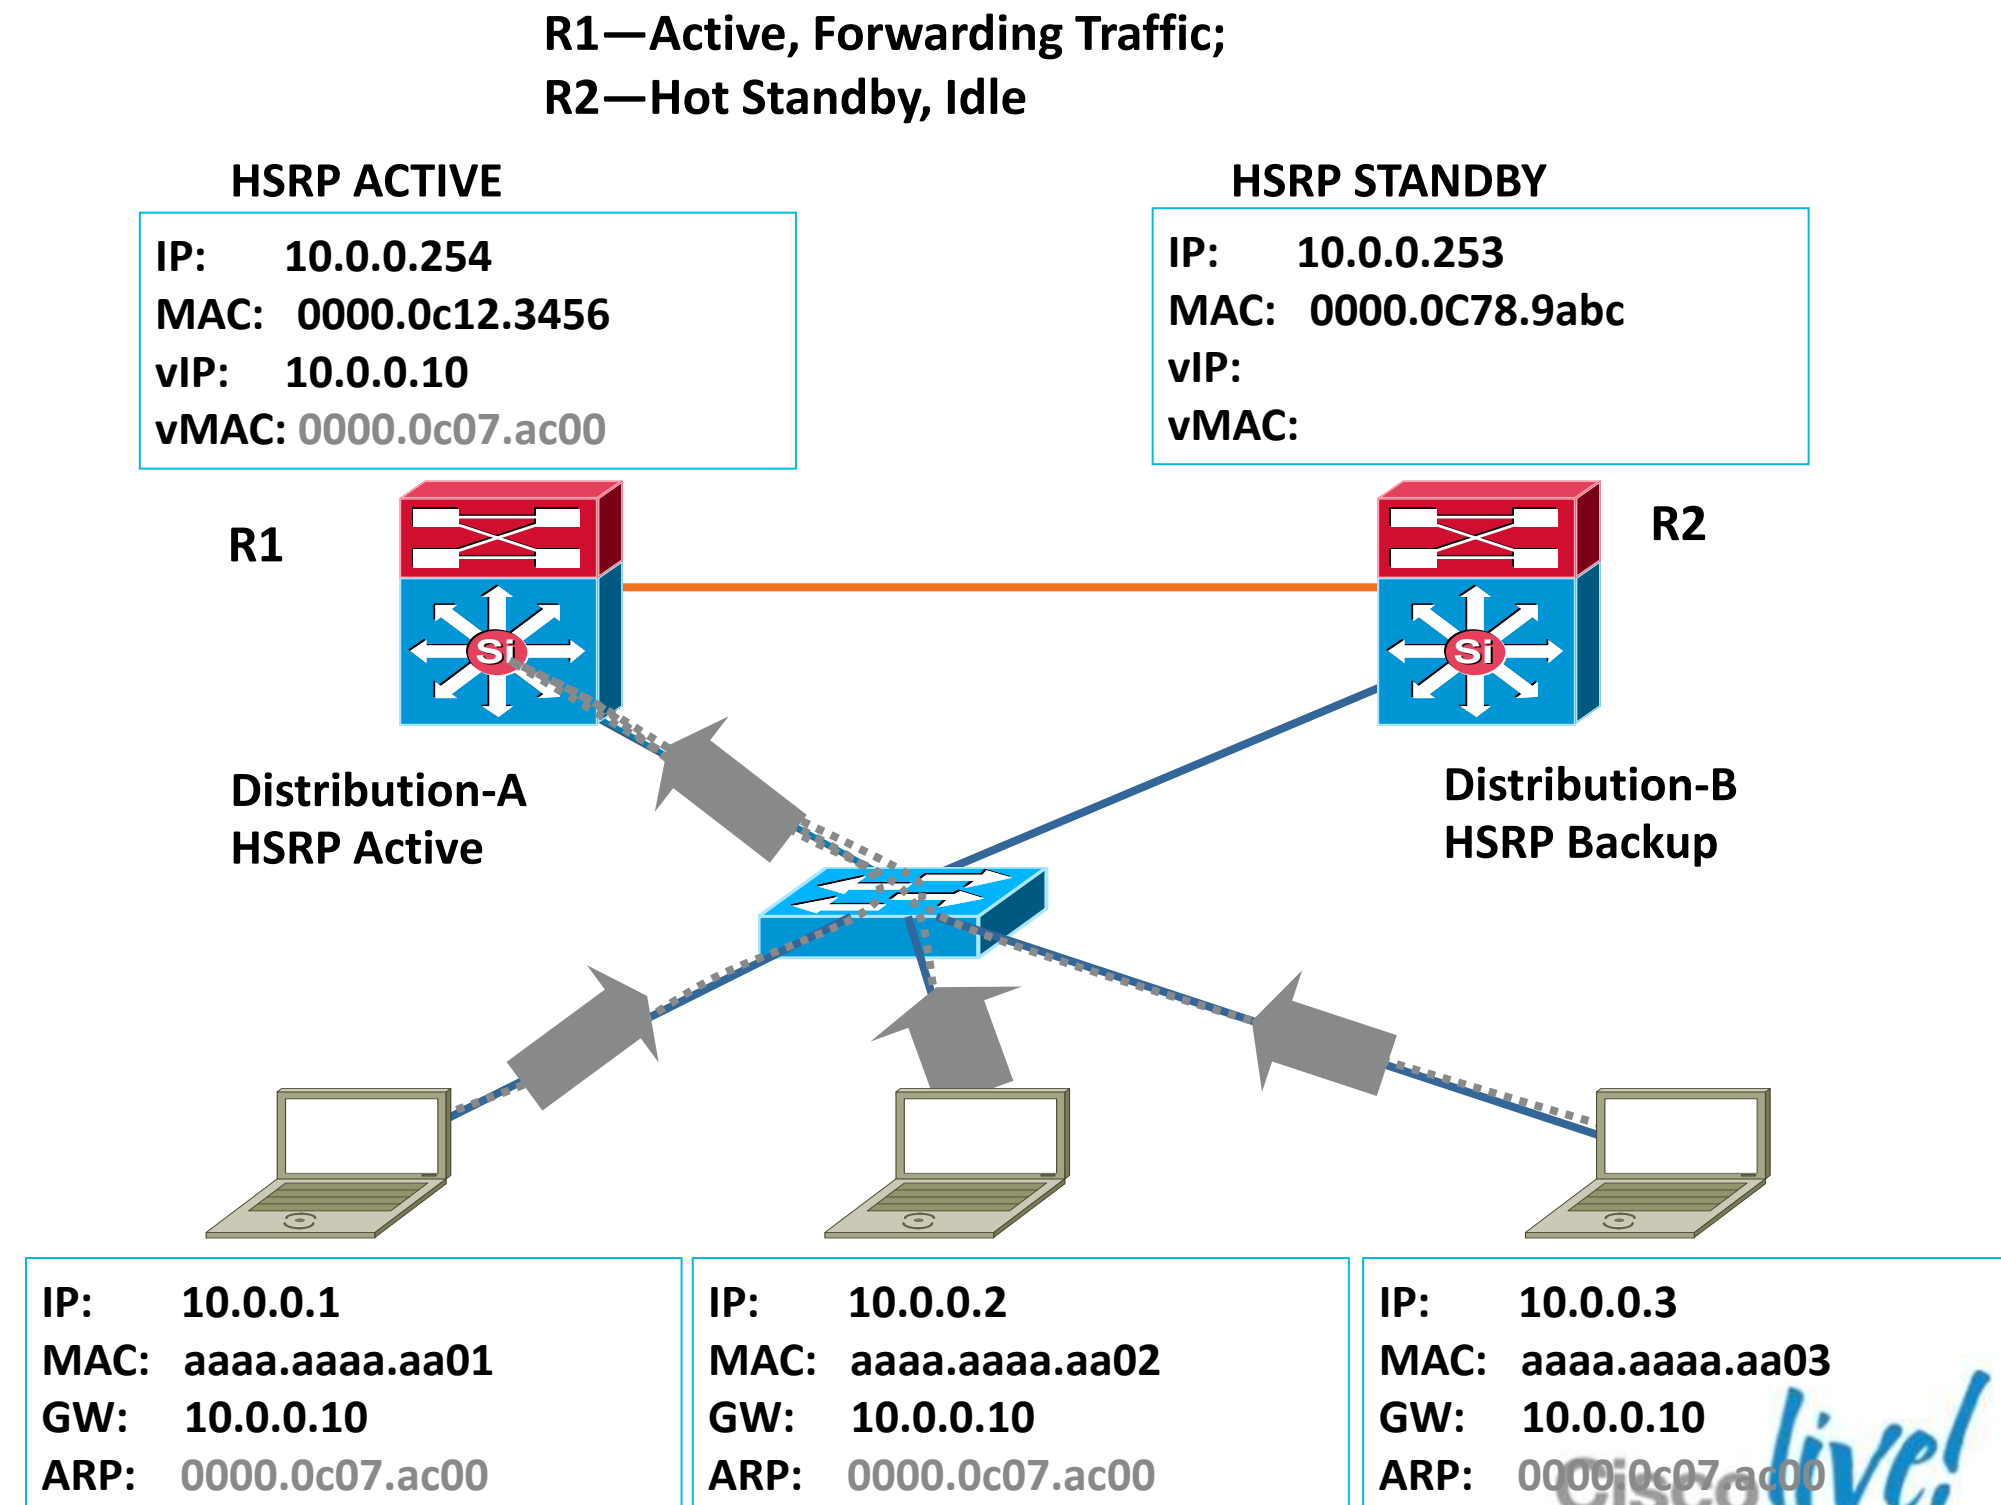 R1—Active, Forwarding Traffic;
R2—Hot Standby, Idle
HSRP ACTIVE
IP: 10.0.0.254
MAC: 0000.0c12.3456
vIP: 10.0.0.10
vMAC: 0000.0c07.ac00
HSRP STANDBY
IP: 10.0.0.253
MAC: 0000.0C78.9abc
vIP:
vMAC:
R1
R2
Si
Si
Distribution-A
HSRP Active
Distribution-B
HSRP Backup
IP: 10.0.0.1
MAC: aaaa.aaaa.aa01
GW: 10.0.0.10
ARP: 0000.0c07.ac00
IP: 10.0.0.2
MAC: aaaa.aaaa.aa02
GW: 10.0.0.10
ARP: 0000.0c07.ac00
IP: 10.0.0.3
MAC: aaaa.aaaa.aa03
GW: 10.0.0.10
ARP: 0000.0c07.ac00
Cisco live!